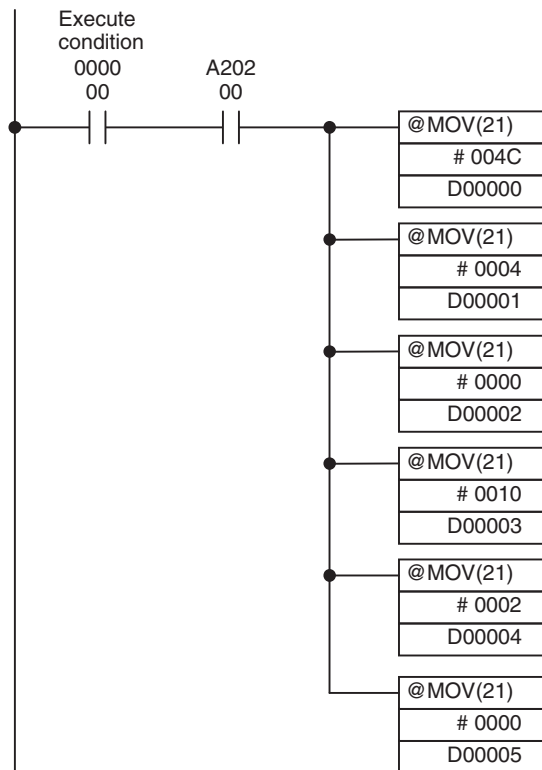 Execute
condition
0000 A202
00 00
@MOV(21)
# 004C
D00000
@MOV(21)
# 0004
D00001
@MOV(21)
# 0000
D00002
@MOV(21)
# 0010
D00003
@MOV(21)
# 0002
D00004
@MOV(21)
# 0000
D00005